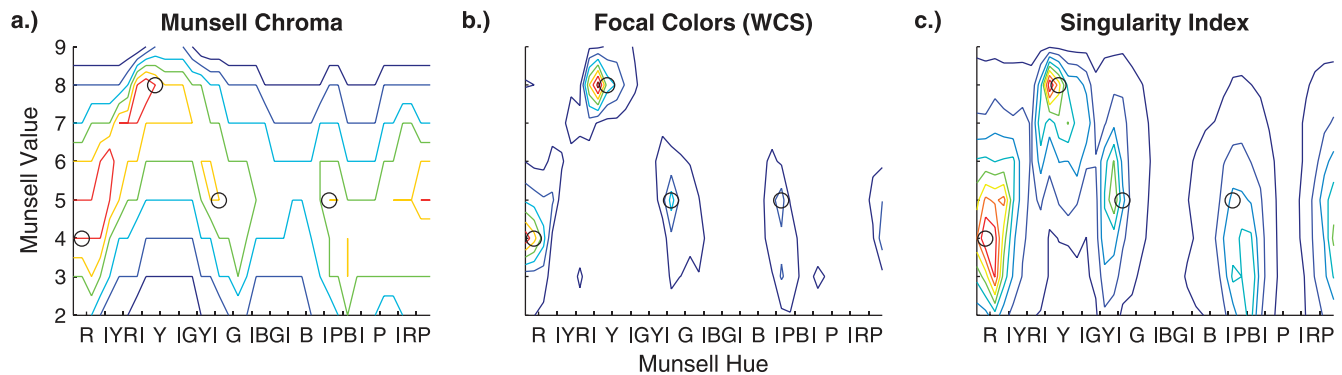 a.) Munsell Chroma
b.) Focal Colors (WCS)
c.) Singularity Index
Munsell Value
9
8
7
6
5
4
3
2
R |YR| Y |GY| G |BG| B |PB| P |RP
R |YR| Y |GY| G |BG| B |PB| P |RP
R |YR| Y |GY| G |BG| B |PB| P |RP
Munsell Hue